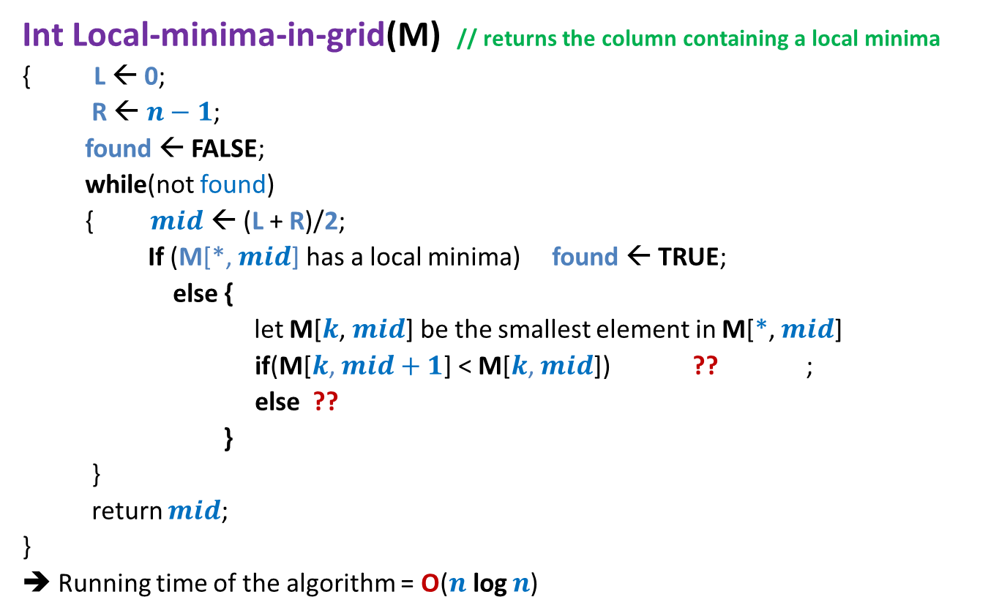 Int Local-minima-in-grid(M) // returns the column containing a local minima
{ L ← 0;
R ← n − 1;
found ← FALSE;
while(not found)
{ mid ← (L + R)/2;
If (M[*, mid] has a local minima) found ← TRUE;
else {
let M[k, mid] be the smallest element in M[*, mid]
if(M[k, mid + 1] < M[k, mid]) ?? ;
else ??
}
}
return mid;
}
➔ Running time of the algorithm = O(n log n)